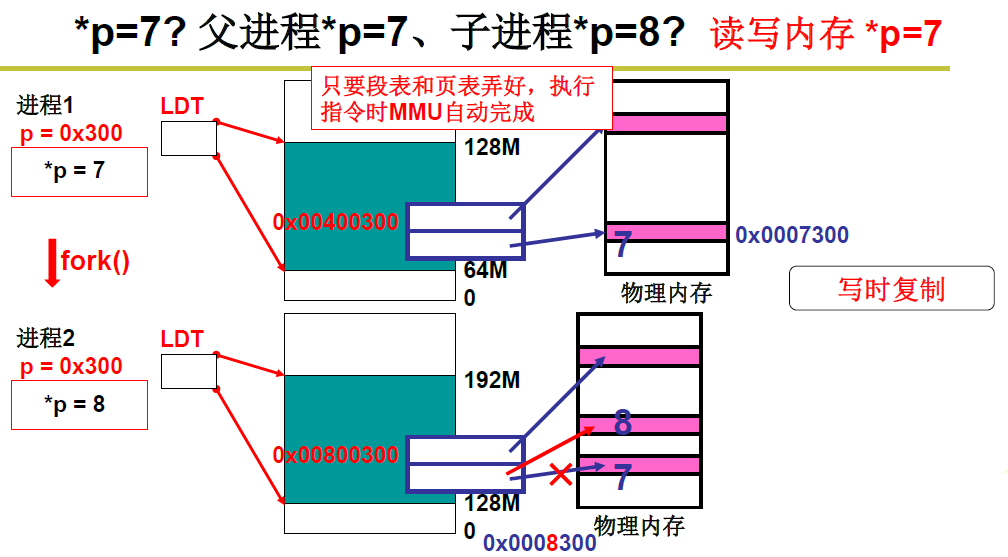 *p=7? 父进程*p=7、子进程*p=8? 读写内存 *p=7
只要段表和页表弄好，执行
指令时MMU自动完成
进程1
p = 0x300
*p = 7
LDT
128M
0x00400300
64M
0
7
0x0007300
物理内存
fork()
写时复制
进程2
p = 0x300
*p = 8
LDT
192M
0x00800300
128M
0
8
7
0x0008300
物理内存